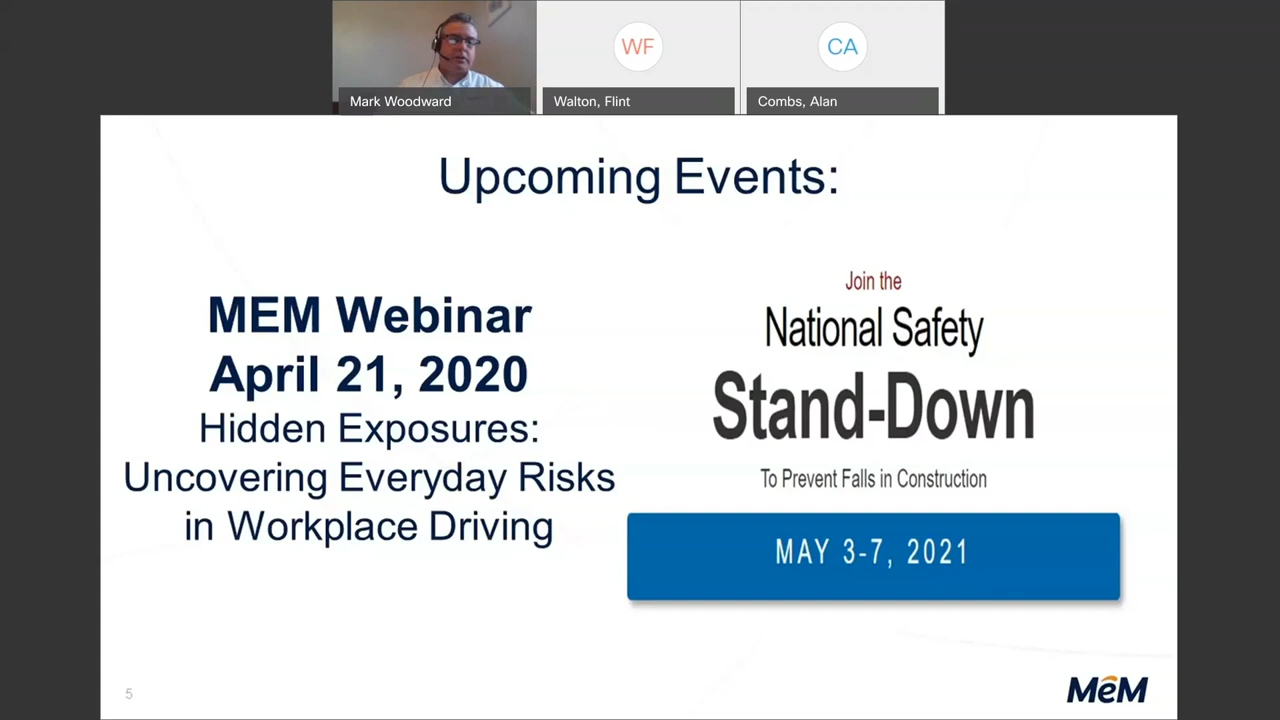 WF
CA
Mark Woodward
Walton, Flint
Combs, Alan
Upcoming Events:
MEM Webinar
April 21, 2020
Hidden Exposures:
Uncovering Everyday Risks
in Workplace Driving
Join the
National Safety
Stand-Down
To Prevent Falls in Construction
MAY 3-7, 2021
5
MeM